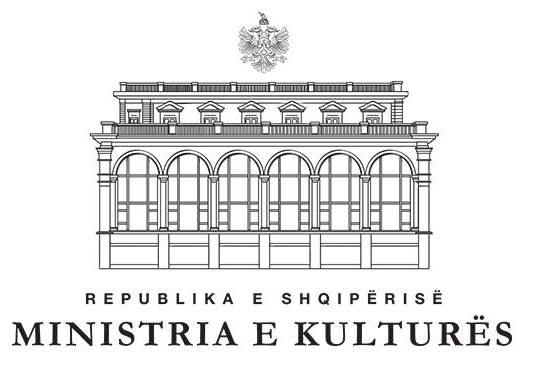 REPUBLIKA E SHQIPËRISË
MINISTRIA E KULTURËS